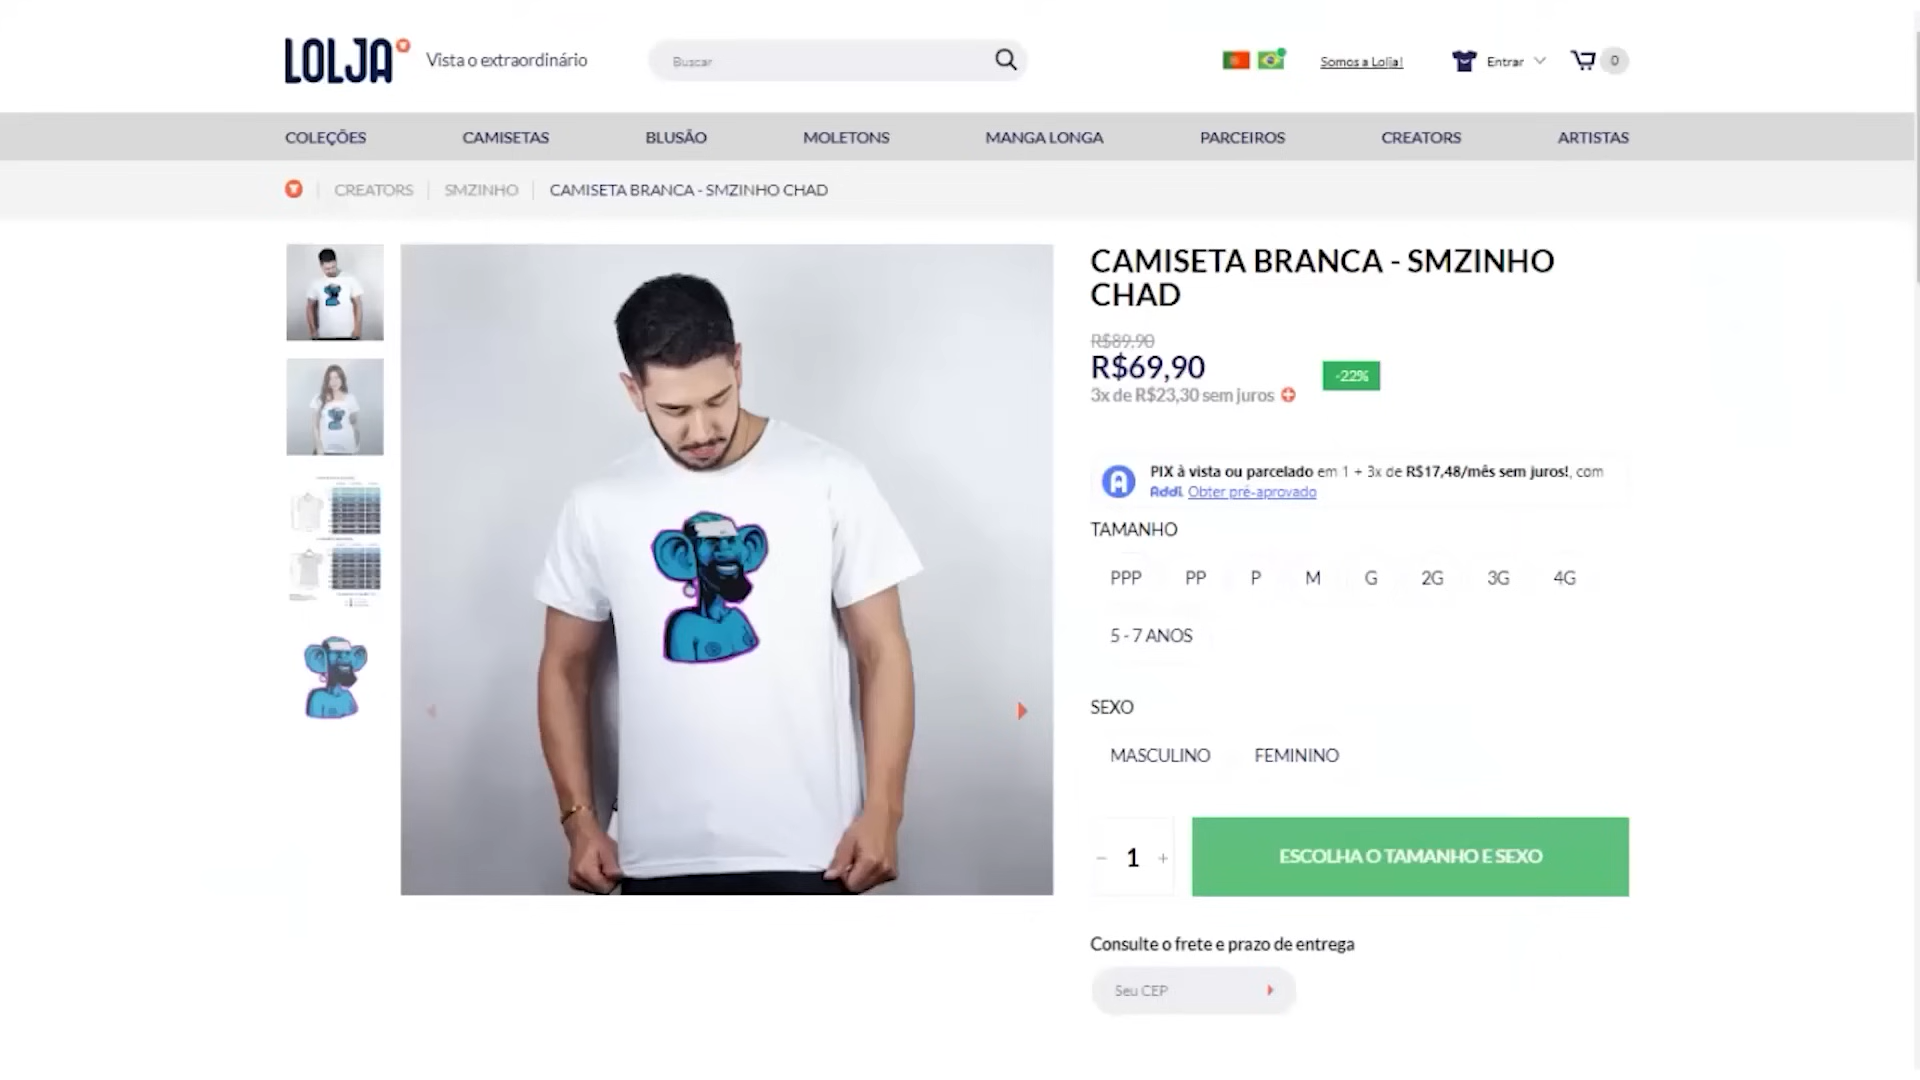 LOLJA
Vista o extraordinário
Buscar
Somos a Lolja!
Entrar
0
COLEÇÕES
CAMISETAS
BLUSÃO
MOLETONS
MANGA LONGA
PARCEIROS
CREATORS
ARTISTAS
CREATORS
SMZINHO
CAMISETA BRANCA - SMZINHO CHAD
CAMISETA BRANCA - SMZINHO
CHAD
R$89,90
R$69,90
-22%
3x de R$23,30 sem juros
PIX à vista ou parcelado em 1 + 3x de R$17,48/mês sem juros!, com
Addi. Obter pré-aprovado
TAMANHO
PPP
PP
P
M
G
2G
3G
4G
5 - 7 ANOS
SEXO
MASCULINO
FEMININO
− 1 +
ESCOLHA O TAMANHO E SEXO
Consulte o frete e prazo de entrega
Seu CEP